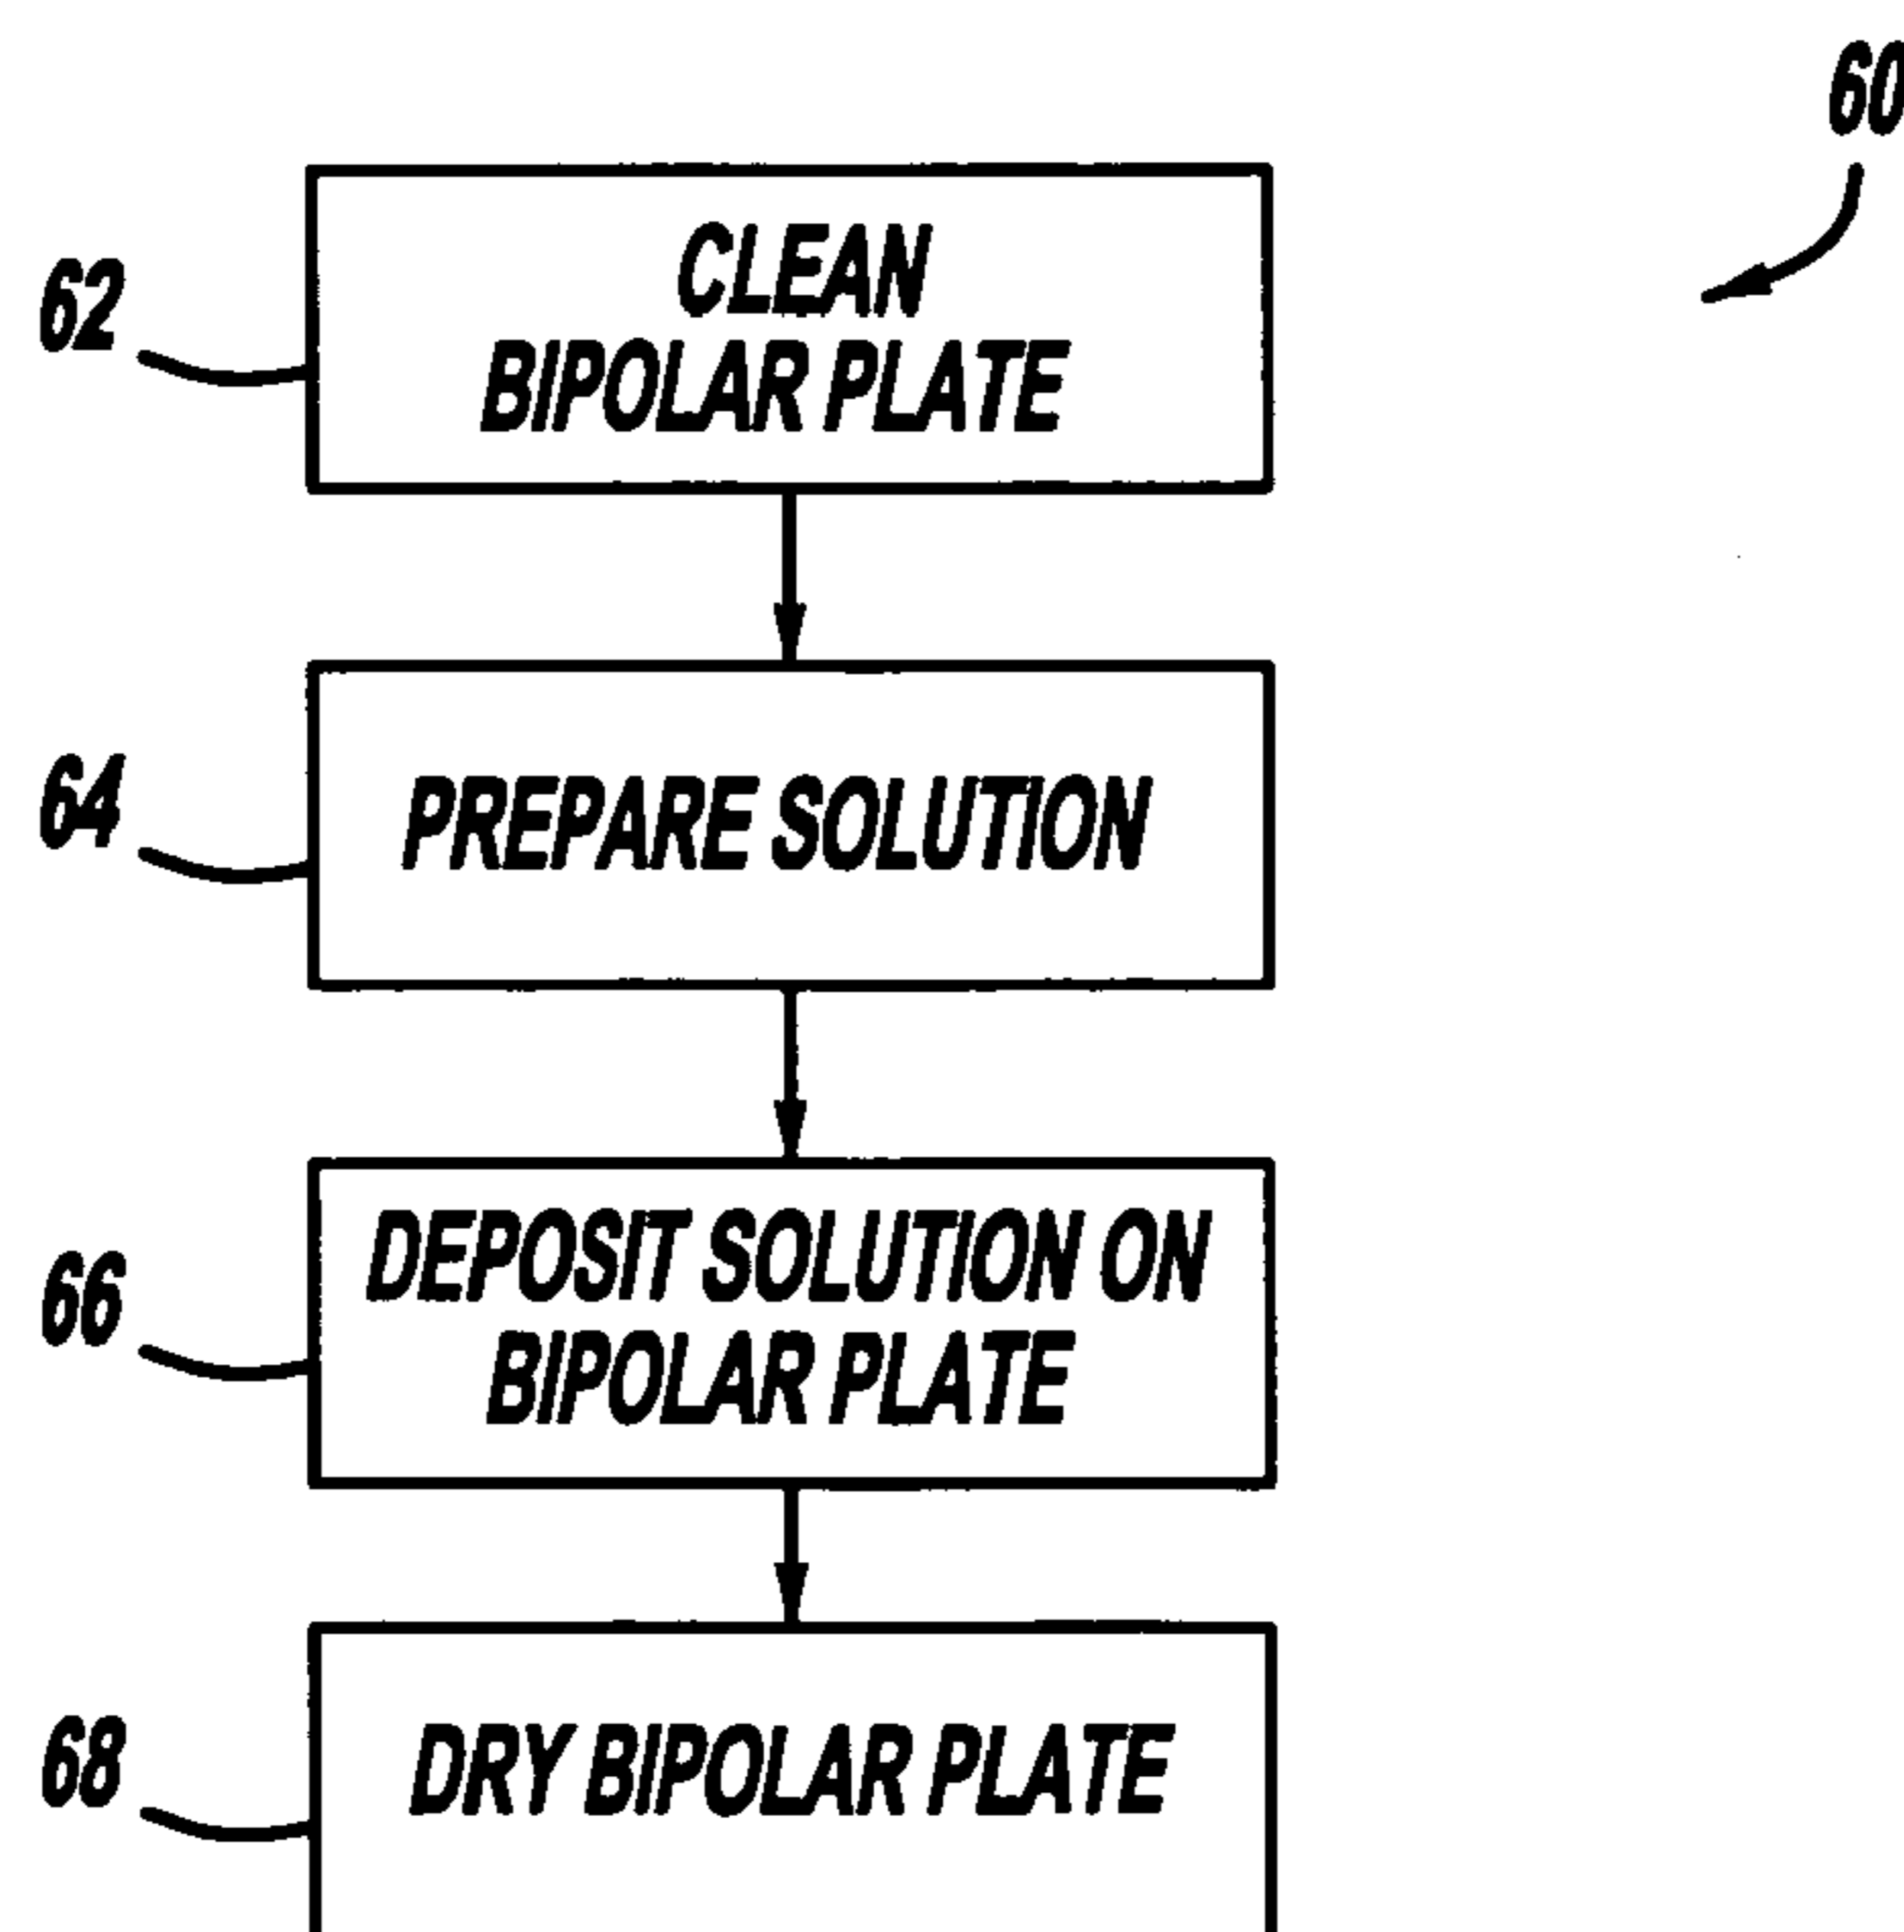 60
62
CLEAN
BIPOLAR PLATE
64
PREPARE SOLUTION
66
DEPOSIT SOLUTION ON
BIPOLAR PLATE
68
DRY BIPOLAR PLATE